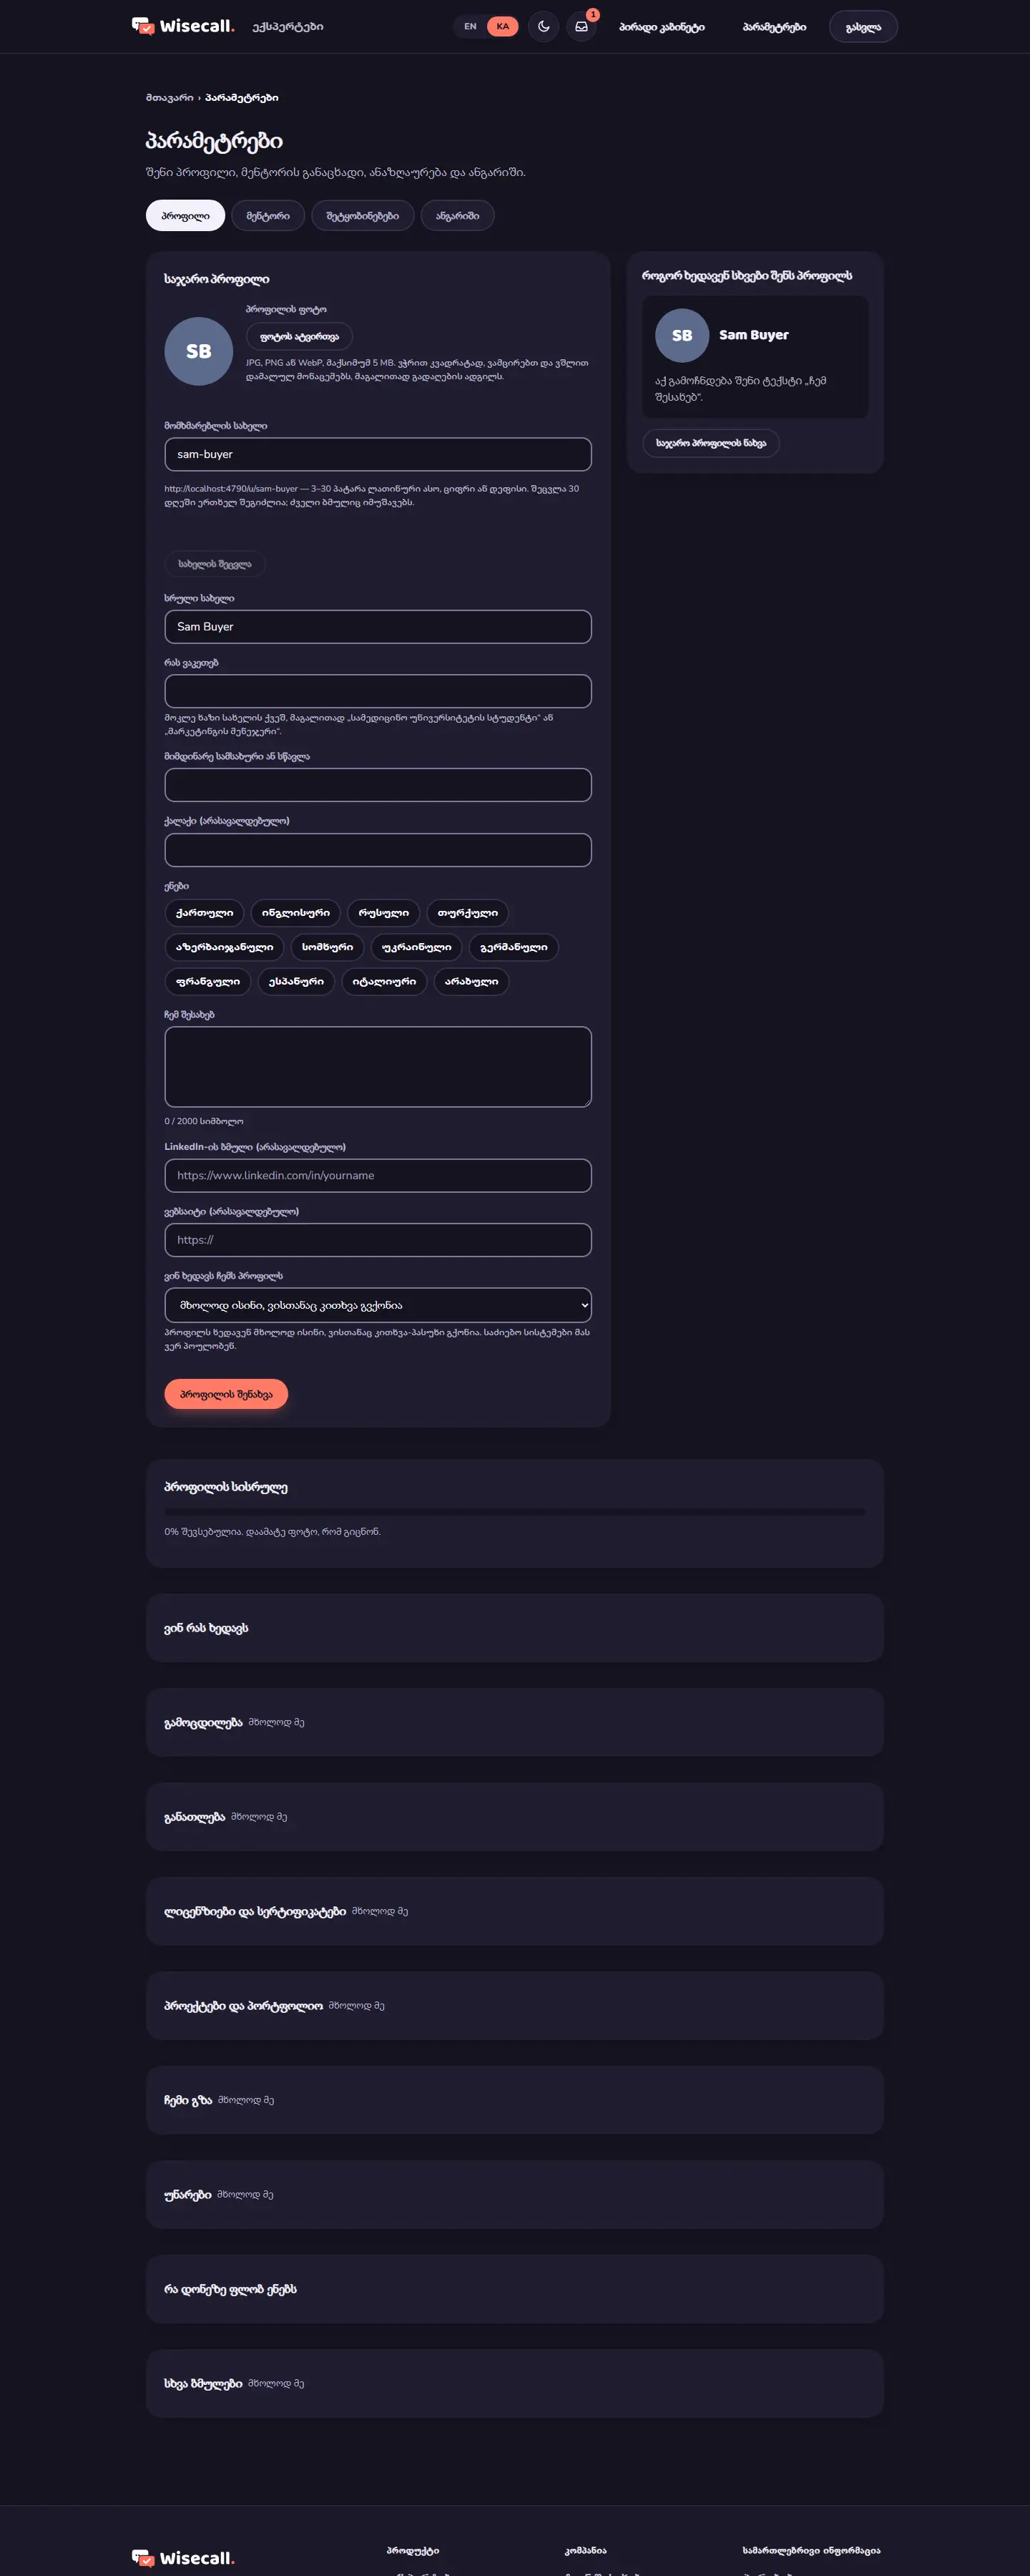 Wisecall.
ექსპერტები
EN
KA
1
პირადი კაბინეტი
პარამეტრები
გასვლა
მთავარი › პარამეტრები
პარამეტრები
შენი პროფილი, მენტორის განაცხადი, ანაზღაურება და ანგარიში.
პროფილი
მენტორი
შეტყობინებები
ანგარიში
საჯარო პროფილი
პროფილის ფოტო
SB
ფოტოს ატვირთვა
JPG, PNG ან WebP, მაქსიმუმ 5 MB. ვჭრით კვადრატად, ვამცირებთ და ვშლით
დამალულ მონაცემებს, მაგალითად გადაღების ადგილს.
მომხმარებლის სახელი
sam-buyer
http://localhost:4790/u/sam-buyer — 3–30 პატარა ლათინური ასო, ციფრი ან დეფისი. შეცვლა 30
დღეში ერთხელ შეგიძლია; ძველი ბმულიც იმუშავებს.
სახელის შეცვლა
სრული სახელი
Sam Buyer
რას ვაკეთებ
მოკლე ხაზი სახელის ქვეშ, მაგალითად „სამედიცინო უნივერსიტეტის სტუდენტი“ ან
„მარკეტინგის მენეჯერი“.
მიმდინარე სამსახური ან სწავლა
ქალაქი (არასავალდებულო)
ენები
ქართული
ინგლისური
რუსული
თურქული
აზერბაიჯანული
სომხური
უკრაინული
გერმანული
ფრანგული
ესპანური
იტალიური
არაბული
ჩემ შესახებ
0 / 2000 სიმბოლო
LinkedIn-ის ბმული (არასავალდებულო)
https://www.linkedin.com/in/yourname
ვებსაიტი (არასავალდებულო)
https://
ვინ ხედავს ჩემს პროფილს
მხოლოდ ისინი, ვისთანაც კითხვა მქონია
პროფილს ხედავენ მხოლოდ ისინი, ვისთანაც კითხვა-პასუხი გქონია. საძიებო სისტემები მას
ვერ პოულობენ.
პროფილის შენახვა
როგორ ხედავენ სხვები შენს პროფილს
SB
Sam Buyer
აქ გამოჩნდება შენი ტექსტი „ჩემ
შესახებ“.
საჯარო პროფილის ნახვა
პროფილის სისრულე
0% შევსებულია. დაამატე ფოტო, რომ გიცნონ.
ვინ რას ხედავს
გამოცდილება მხოლოდ მე
განათლება მხოლოდ მე
ლიცენზიები და სერტიფიკატები მხოლოდ მე
პროექტები და პორტფოლიო მხოლოდ მე
ჩემი გზა მხოლოდ მე
უნარები მხოლოდ მე
რა დონეზე ფლობ ენებს
სხვა ბმულები მხოლოდ მე
Wisecall.
პროდუქტი
კომპანია
სამართლებრივი ინფორმაცია